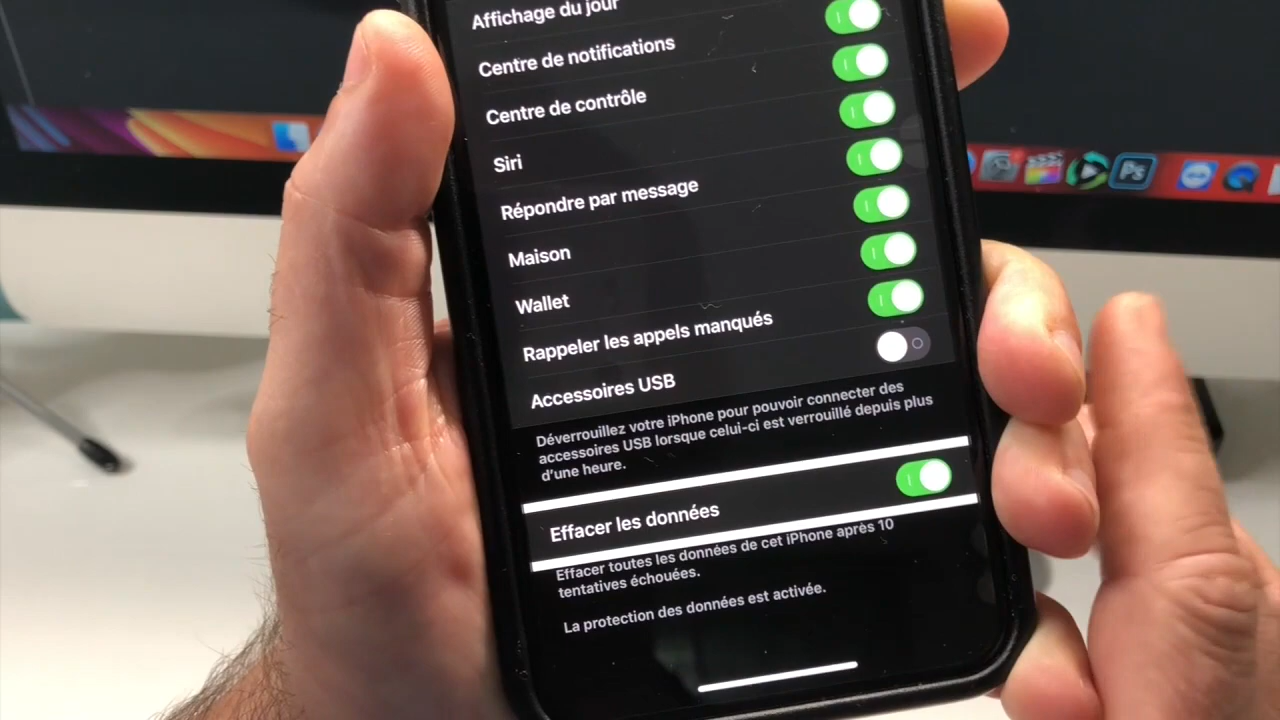 Affichage du jour
Centre de notifications
Centre de contrôle
Siri
Répondre par message
Maison
Wallet
Rappeler les appels manqués
Accessoires USB
Déverrouillez votre iPhone pour pouvoir connecter des
accessoires USB lorsque celui-ci est verrouillé depuis plus
d'une heure.
Effacer les données
Effacer toutes les données de cet iPhone après 10
tentatives échouées.
La protection des données est activée.
Ps